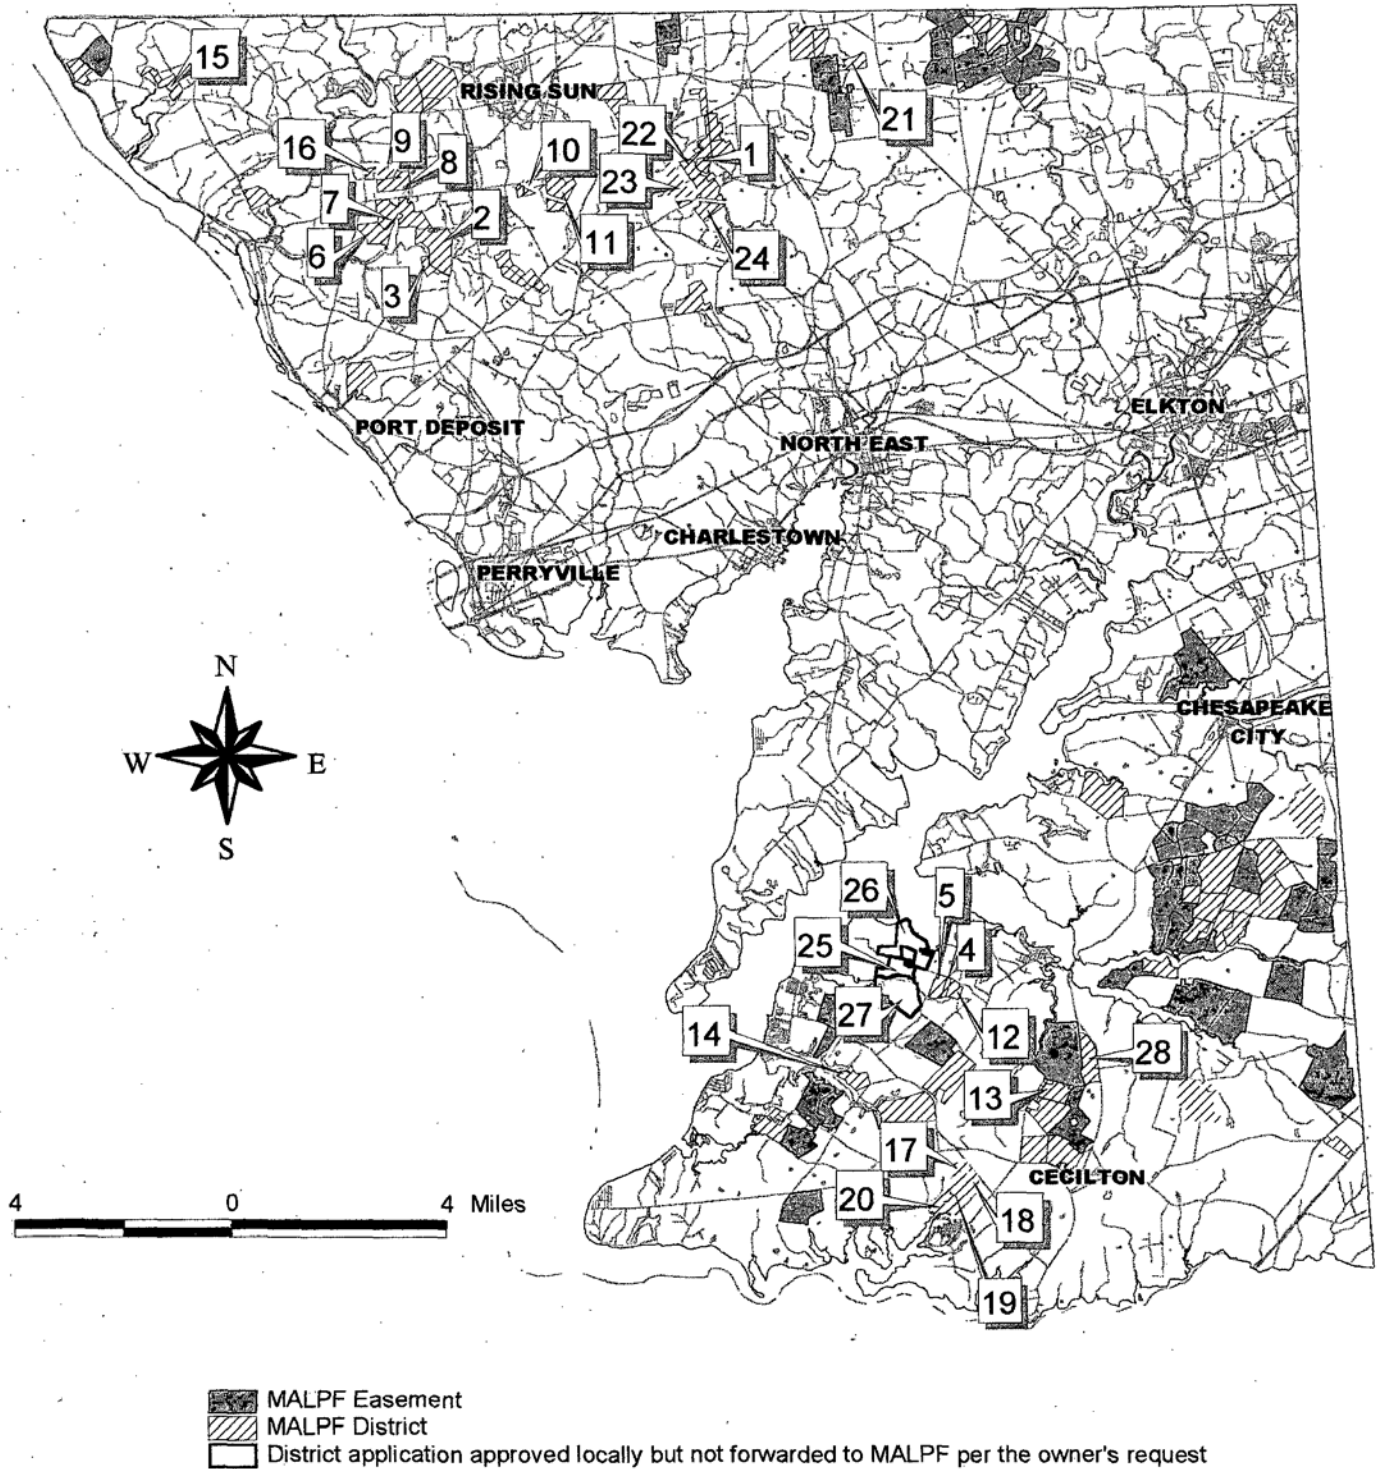 15
RISING SUN
21
22
9
16
8
10
1
23
7
2
11
6
24
3
ELKTON
PORT DEPOSIT
NORTH EAST
CHARLESTOWN
PERRYVILLE
N
W E
S
CHESAPEAKE
CITY
26
5
25
4
27
14
12
28
13
17
CECILTON
20
18
19
4 0 4 Miles
MALPF Easement
MALPF District
District application approved locally but not forwarded to MALPF per the owner's request